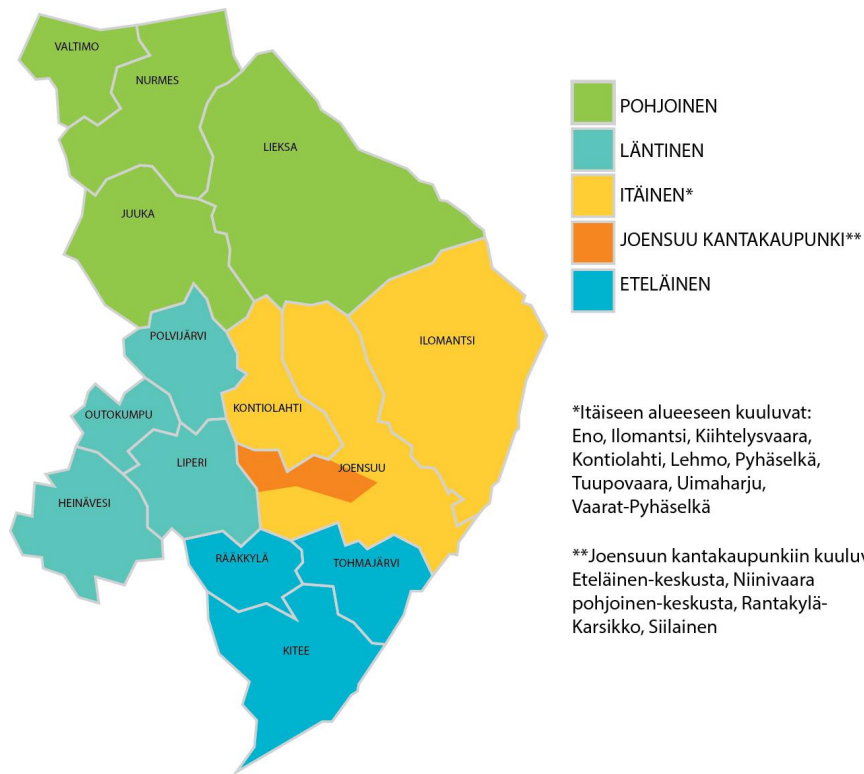 VALTIMO
NURMES
LIEKSA
JUUKA
POLVIJÄRVI
ILOMANTSI
OUTOKUMPU
KONTIOLAHTI
LIPERI
JOENSUU
HEINÄVESI
RÄÄKKYLÄ
TOHMAJÄRVI
KITEE
POHJOINEN
LÄNTINEN
ITÄINEN*
JOENSUU KANTAKAUPUNKI**
ETELÄINEN
*Itäiseen alueeseen kuuluvat:
Eno, Ilomantsi, Kiihtelysvaara,
Kontiolahti, Lehmo, Pyhäselkä,
Tuupovaara, Uimaharju,
Vaarat-Pyhäselkä
**Joensuun kantakaupunkiin kuuluv
Eteläinen-keskusta, Niinivaara
pohjoinen-keskusta, Rantakylä-
Karsikko, Siilainen